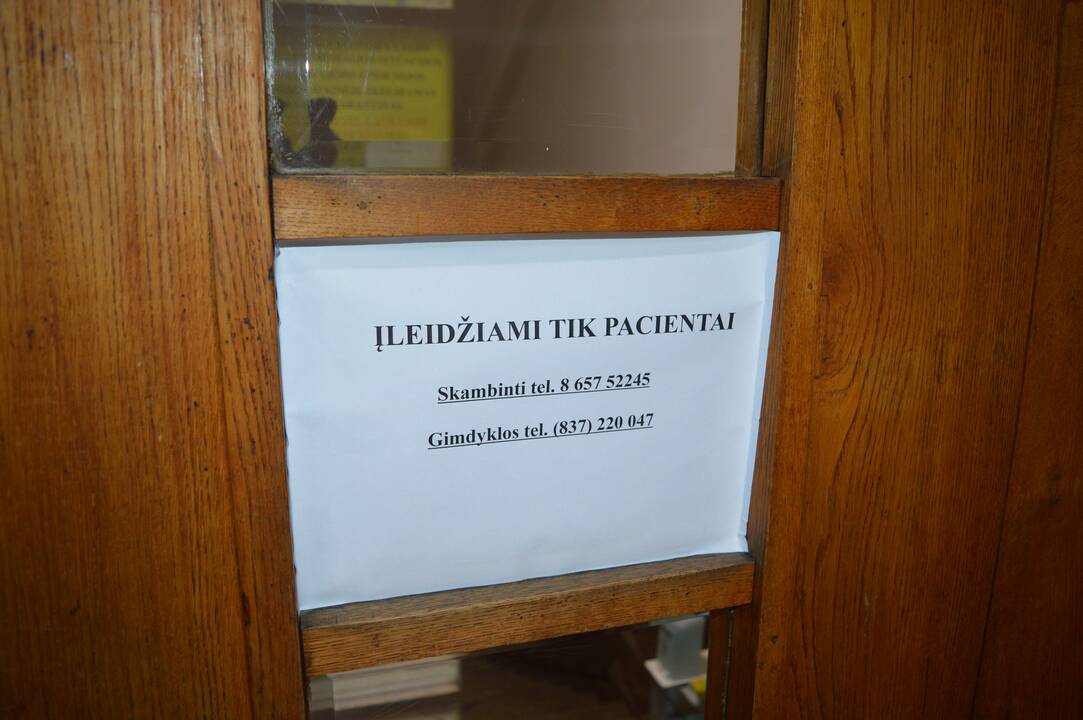 ĮLEIDŽIAMI TIK PACIENTAI
Skambinti tel. 8 657 52245
Gimdyklos tel. (837) 220 047